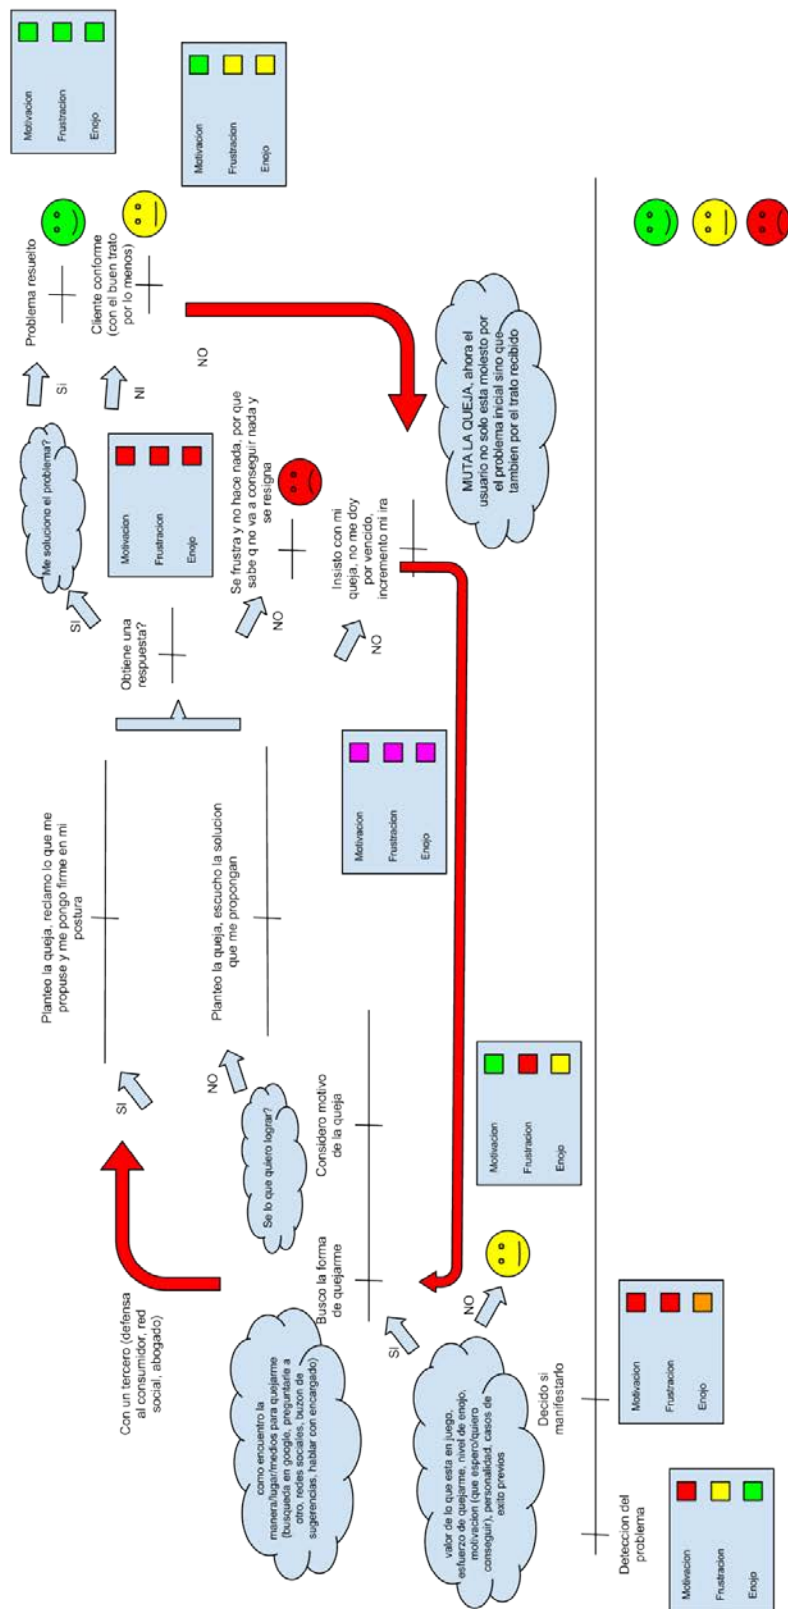 Deteccion del
problema
Motivacion
Frustracion
Enojo
Decido si
manifestarlo
Motivacion
Frustracion
Enojo
valor de lo que esta en juego,
esfuerzo de quejarme, nivel de enojo,
motivacion (que espero/quiero
conseguir), personalidad, casos de
exito previos
SI
NO
Motivacion
Frustracion
Enojo
Busco la forma
de quejarme
como encuentro la
manera/lugar/medios para quejarme
(busqueda en google, preguntarle a
otro, redes sociales, buzon de
sugerencias, hablar con encargado)
Con un tercero (defensa
al consumidor, red
social, abogado)
Considero motivo
de la queja
Se lo que quiero lograr?
SI
NO
Planteo la queja, reclamo lo que me
propuse y me pongo firme en mi
postura
Planteo la queja, escucho la solucion
que me propongan
Motivacion
Frustracion
Enojo
Obtiene una
respuesta?
SI
NO
NO
Me soluciono el problema?
Motivacion
Frustracion
Enojo
Se frustra y no hace nada, por que
sabe q no va a conseguir nada y
se resigna
Insisto con mi
queja, no me doy
por vencido,
incremento mi ira
Si
NI
NO
Problema resuelto
Cliente conforme
(con el buen trato
por lo menos)
Motivacion
Frustracion
Enojo
Motivacion
Frustracion
Enojo
MUTA LA QUEJA, ahora el
usuario no solo esta molesto por
el problema inicial sino que
tambien por el trato recibido